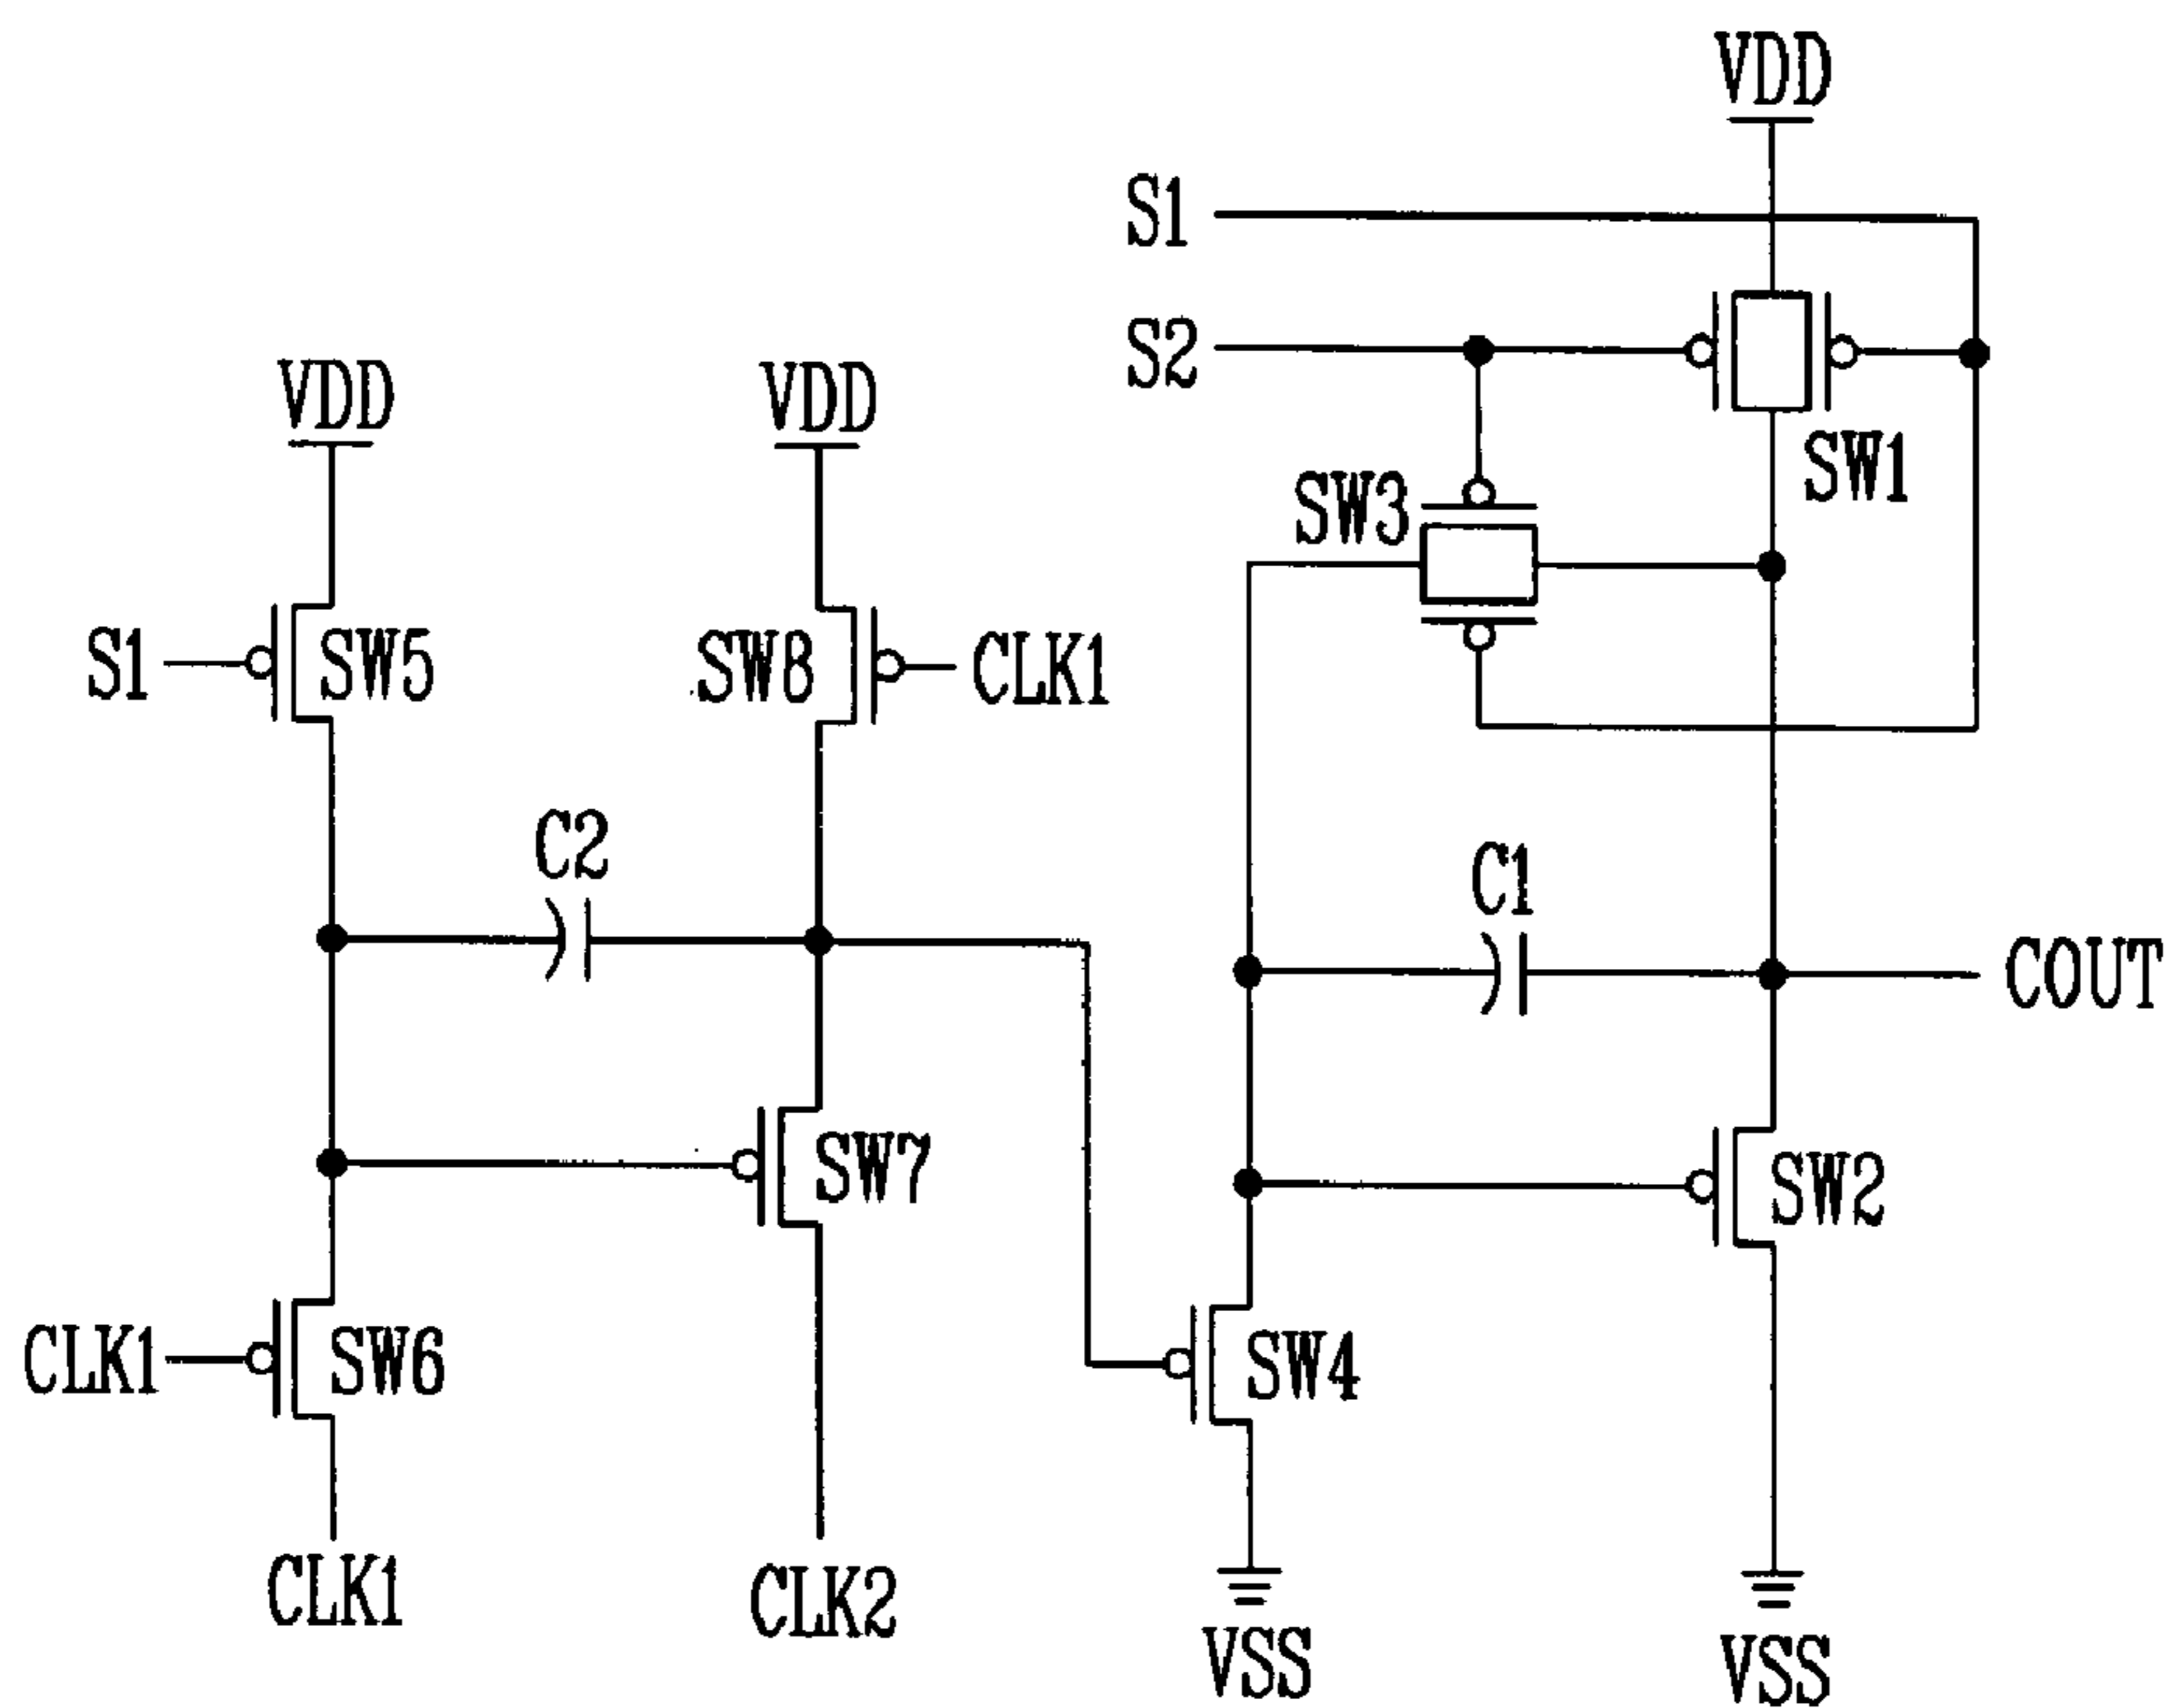 VDD
S1
S2
VDD
VDD
SW1
SW3
S1
SW5
SW8
CLK1
C2
C1
COUT
SW7
SW2
CLK1
SW6
SW4
CLK1
CLK2
VSS
VSS